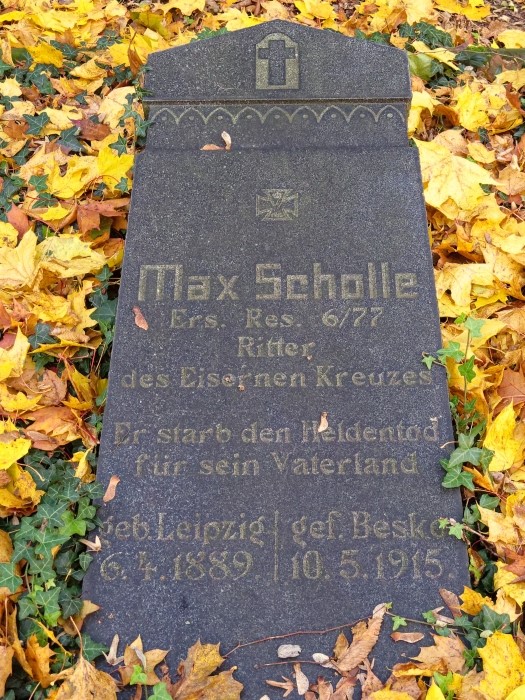 Max Scholle
Ers. Res. 6/77
Ritter
des Eisernen Kreuzes
Er starb den Heldentod
für sein Vaterland
geb. Leipzig gef. Besko
6.4.1889. 10.5.1915.